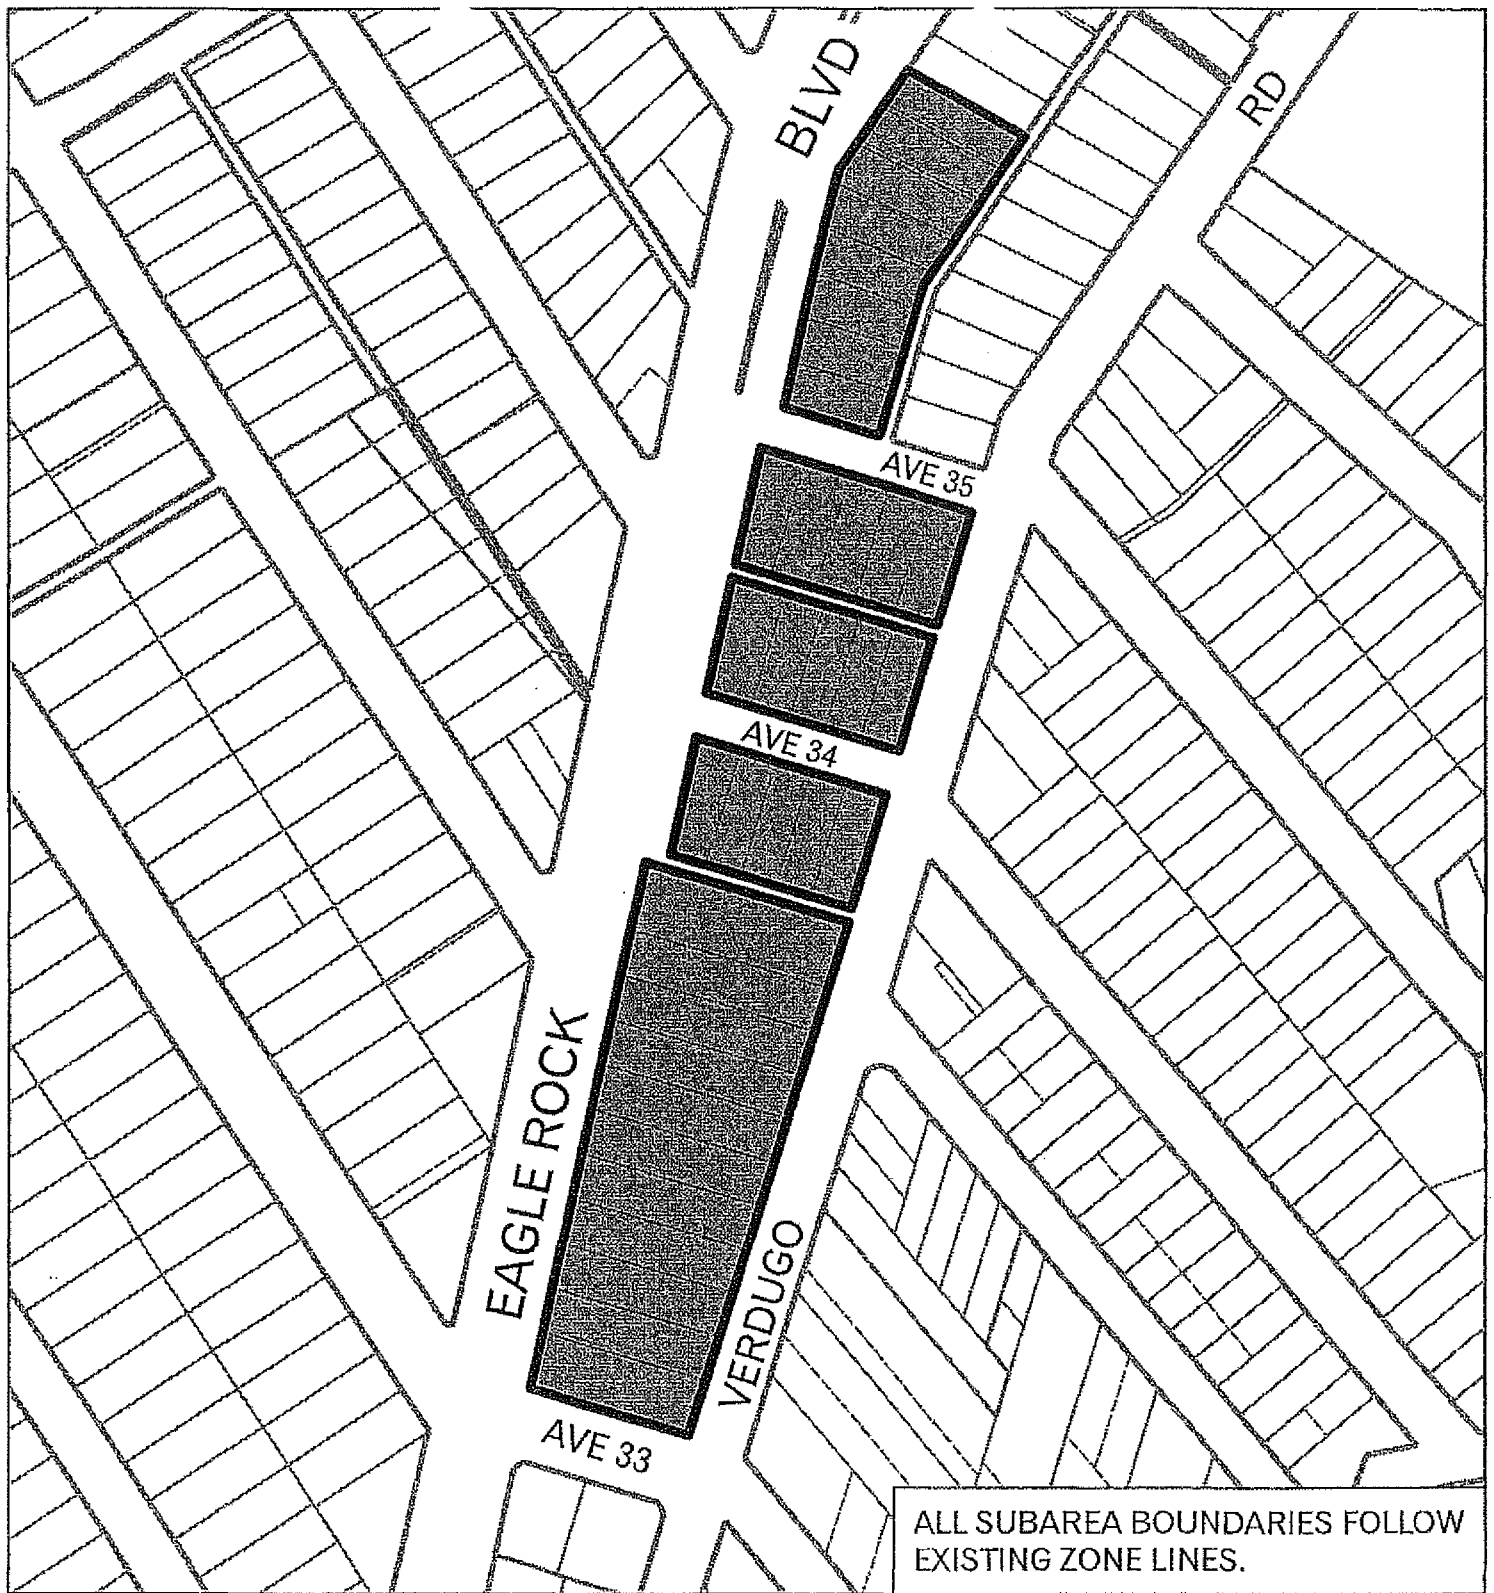 BLVD
RD
AVE 35
AVE 34
EAGLE ROCK
VERDUGO
AVE 33
ALL SUBAREA BOUNDARIES FOLLOW
EXISTING ZONE LINES.